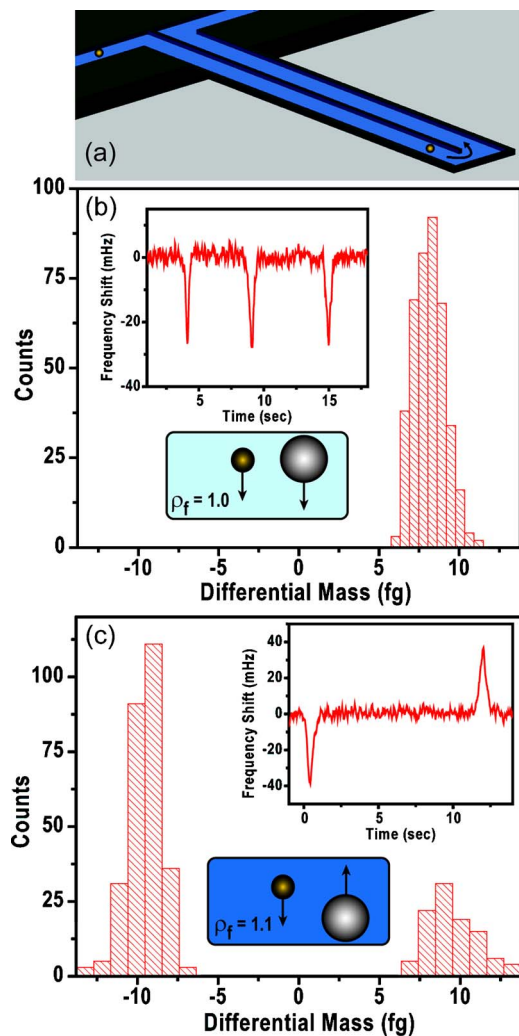 (a)
(b)
100
75
50
25
0
Counts
-10
-5
0
5
10
Differential Mass (fg)
0
-20
-40
Frequency Shift (mHz)
5
10
15
Time (sec)
ρf = 1.0
(c)
100
75
50
25
0
Counts
-10
-5
0
5
10
Differential Mass (fg)
40
20
0
-20
-40
Frequency Shift (mHz)
0
5
10
Time (sec)
ρf = 1.1